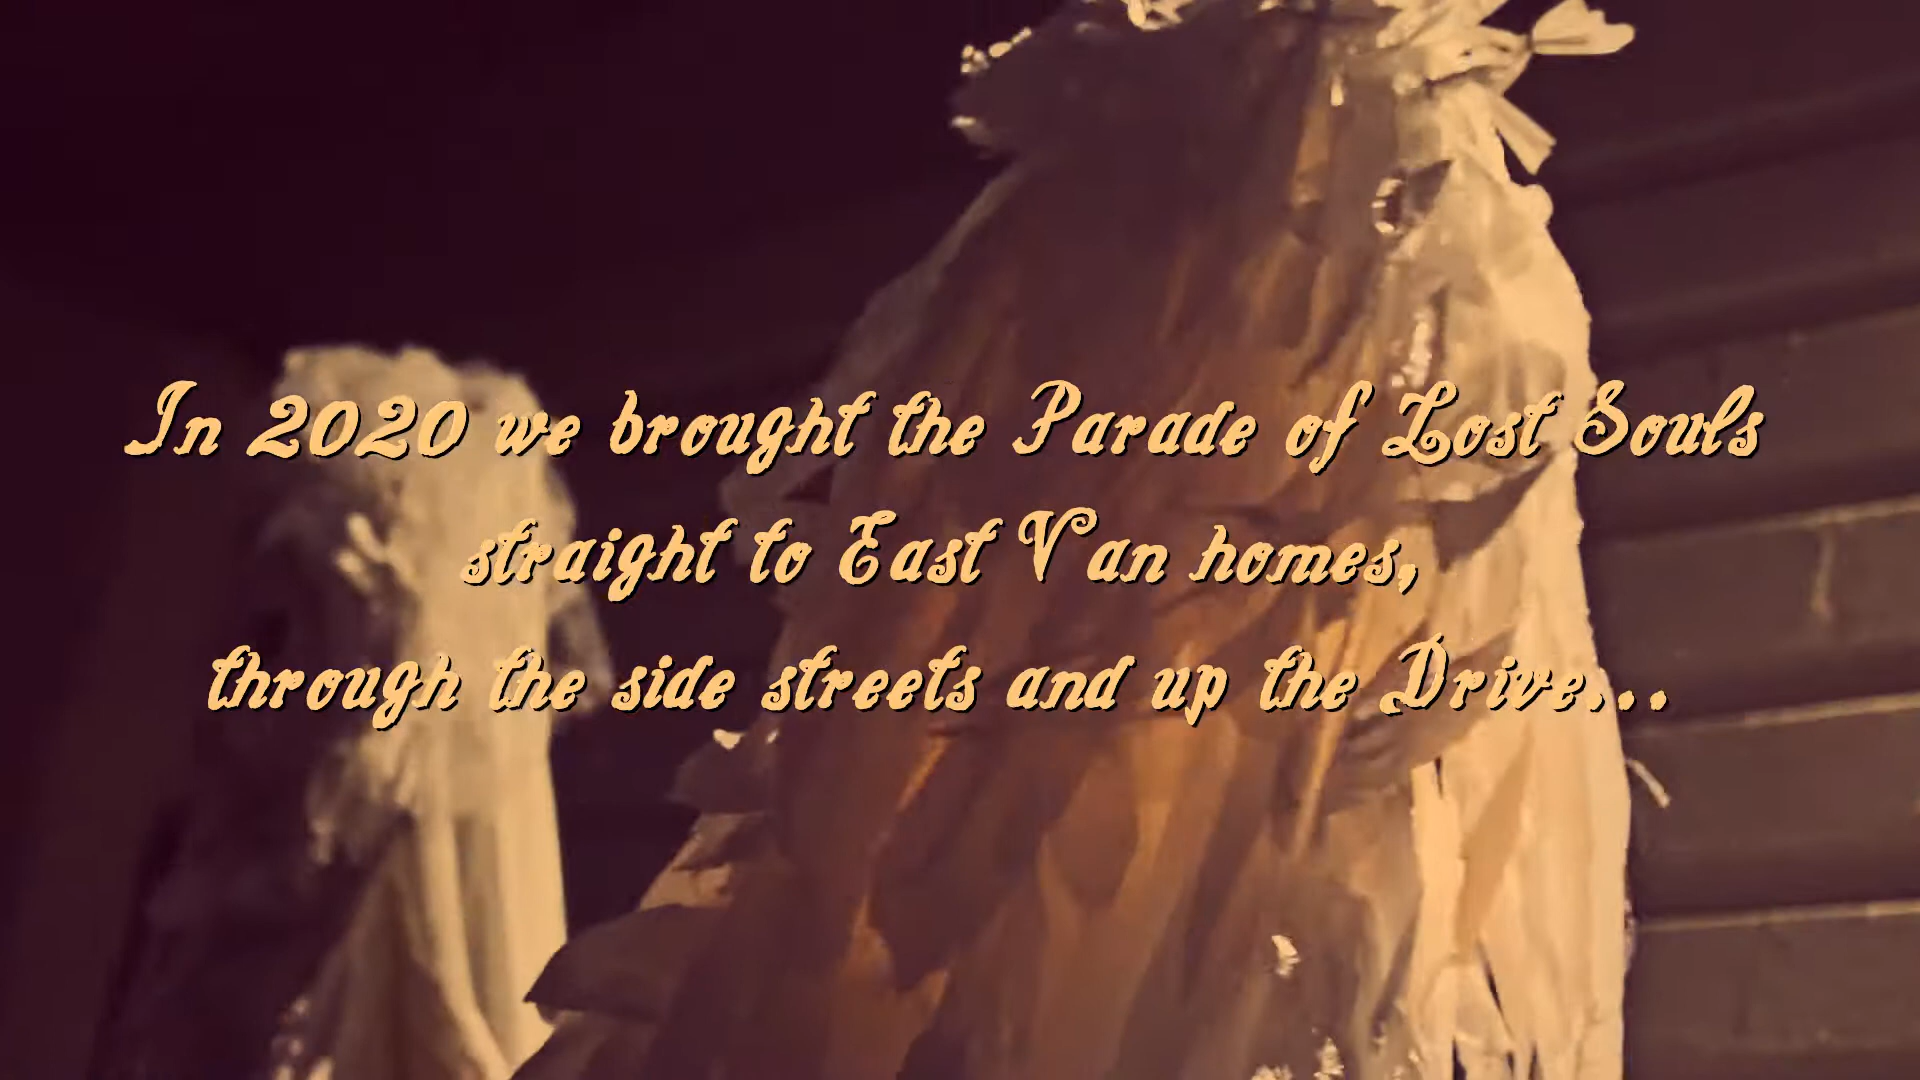 In 2020 we brought the Parade of Lost Souls
straight to East Van homes,
through the side streets and up the Drive...